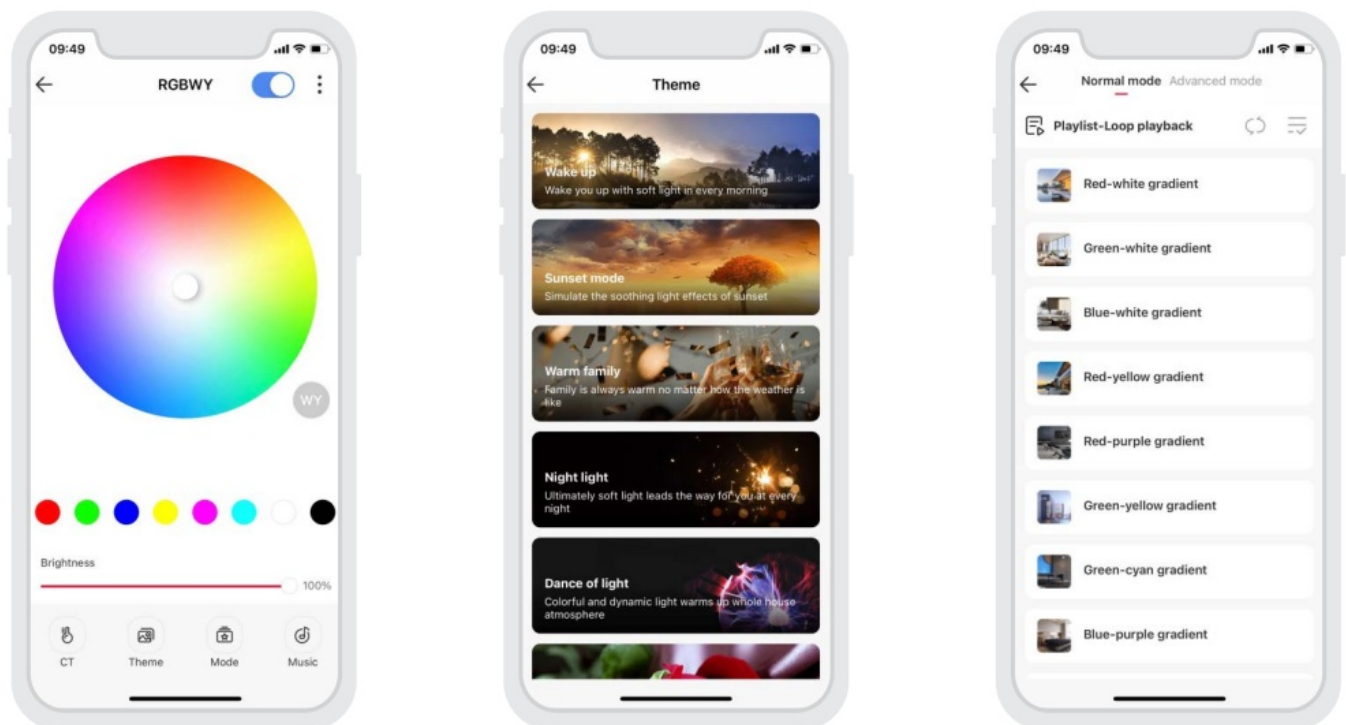 09:49
RGBWY
WY
Brightness
100%
CT Theme Mode Music
09:49
Theme
Wake up
Wake you up with soft light in every morning
Sunset mode
Simulate the soothing light effects of sunset
Warm family
Family is always warm no matter how the weather is
like
Night light
Ultimately soft light leads the way for you at every
night
Dance of light
Colorful and dynamic light warms up whole house
atmosphere
09:49
Normal mode Advanced mode
Playlist-Loop playback
Red-white gradient
Green-white gradient
Blue-white gradient
Red-yellow gradient
Red-purple gradient
Green-yellow gradient
Green-cyan gradient
Blue-purple gradient